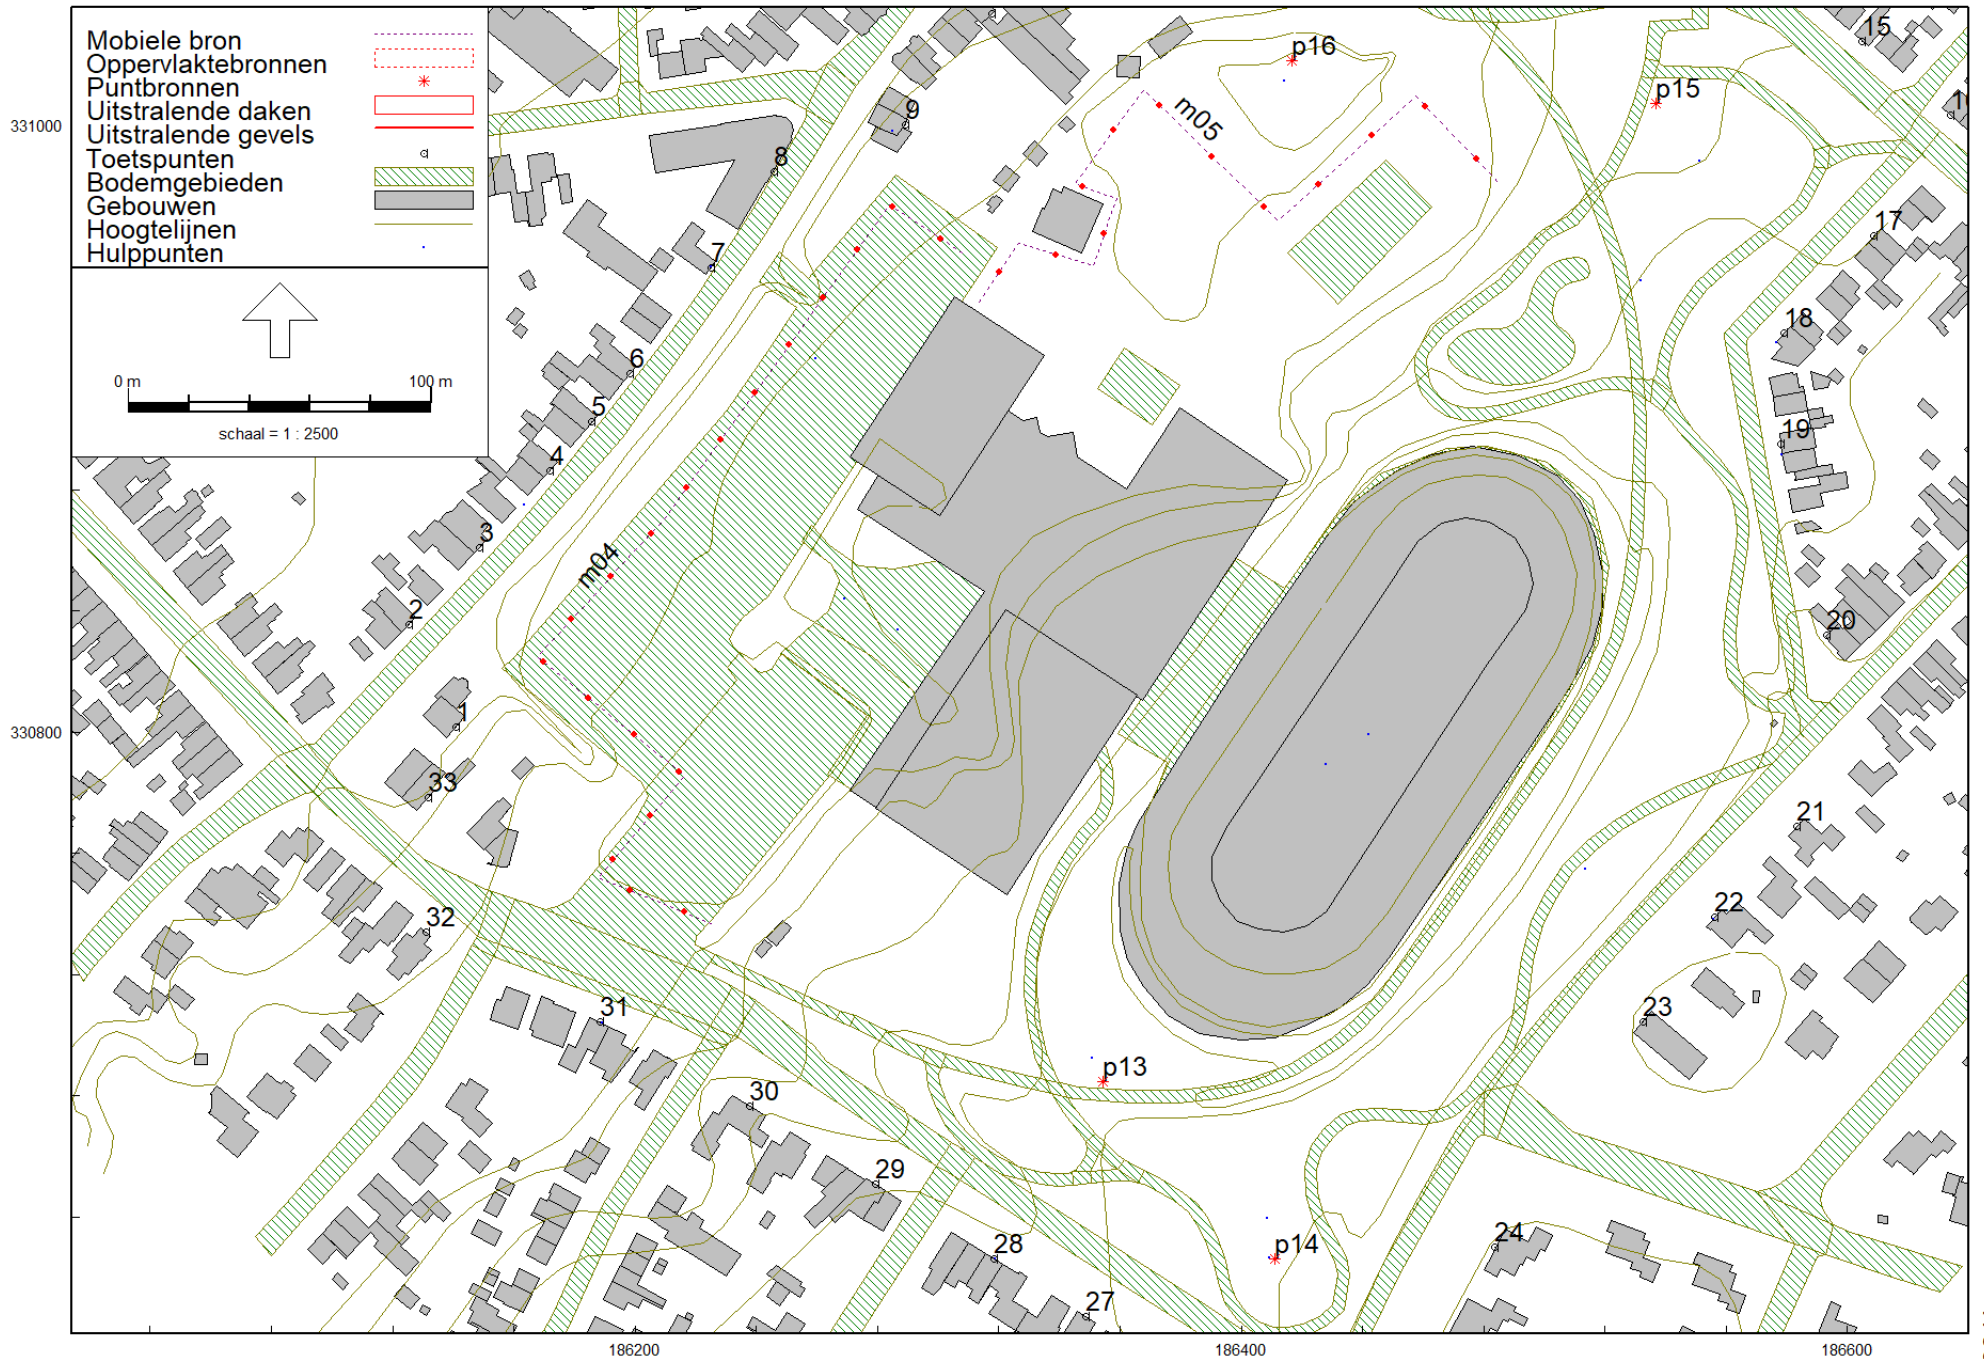 Mobiele bron
Oppervlaktebronnen
Puntbronnen
Uitstralende daken
Uitstralende gevels
Toetspunten
Bodemgebieden
Gebouwen
Hoogtelijnen
Hulppunten
0 m 100 m
schaal = 1 : 2500
331000
330800
186200 186400 186600
p16
p15
15
m05
9
8
7
17
6
18
5
19
4
3
m04
2
20
1
33
21
22
32
23
31
p13
30
29
28
p14
24
27